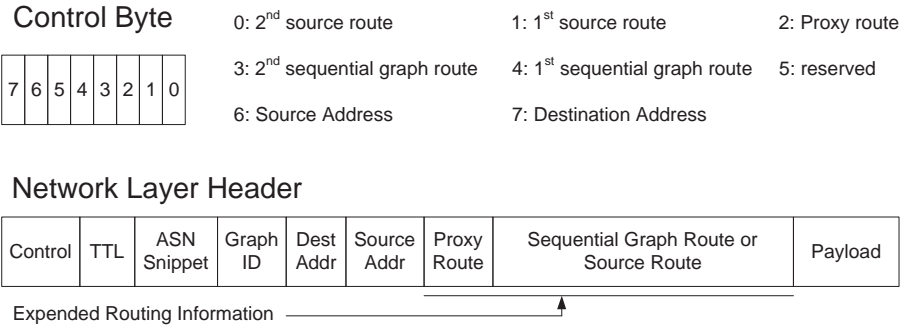 Control Byte
0: 2nd source route 1: 1st source route 2: Proxy route
7 6 5 4 3 2 1 0
3: 2nd sequential graph route 4: 1st sequential graph route 5: reserved
6: Source Address 7: Destination Address
Network Layer Header
Control TTL ASN Snippet Graph ID Dest Addr Source Addr Proxy Route Sequential Graph Route or Source Route Payload
Expended Routing Information